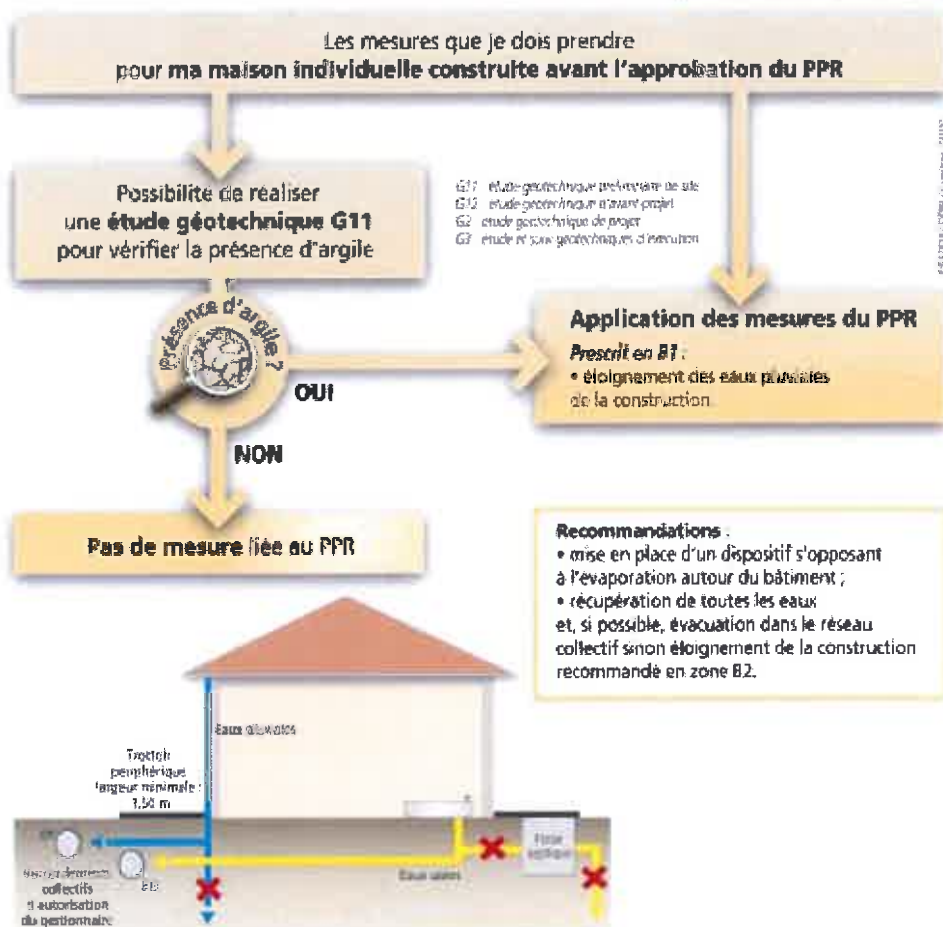 Les mesures que je dois prendre
pour ma maison individuelle construite avant l'approbation du PPR
Possibilité de réaliser
une étude géotechnique G11
pour vérifier la présence d'argile
G11 étude géotechnique préliminaire de site
G12 étude géotechnique d'avant projet
G2 étude géotechnique de projet
G3 étude et suivi géotechniques d'exécution
Présence d'argile ?
OUI
NON
Application des mesures du PPR
Prescrit en B1 :
• éloignement des eaux pluviales
de la construction
Pas de mesure liée au PPR
Recommandations :
• mise en place d'un dispositif s'opposant
à l'évaporation autour du bâtiment ;
• récupération de toutes les eaux
et, si possible, évacuation dans le réseau
collectif sinon éloignement de la construction
recommandé en zone B2.
Eaux pluviales
Trottoir
périphérique
largeur minimale :
1,50 m
Fosse
septique
Eaux usées
collectifs
autorisation
du gestionnaire